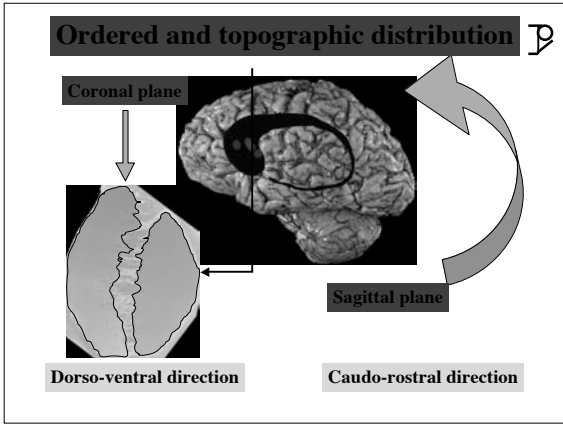 Ordered and topographic distribution
Coronal plane
Sagittal plane
Dorso-ventral direction
Caudo-rostral direction